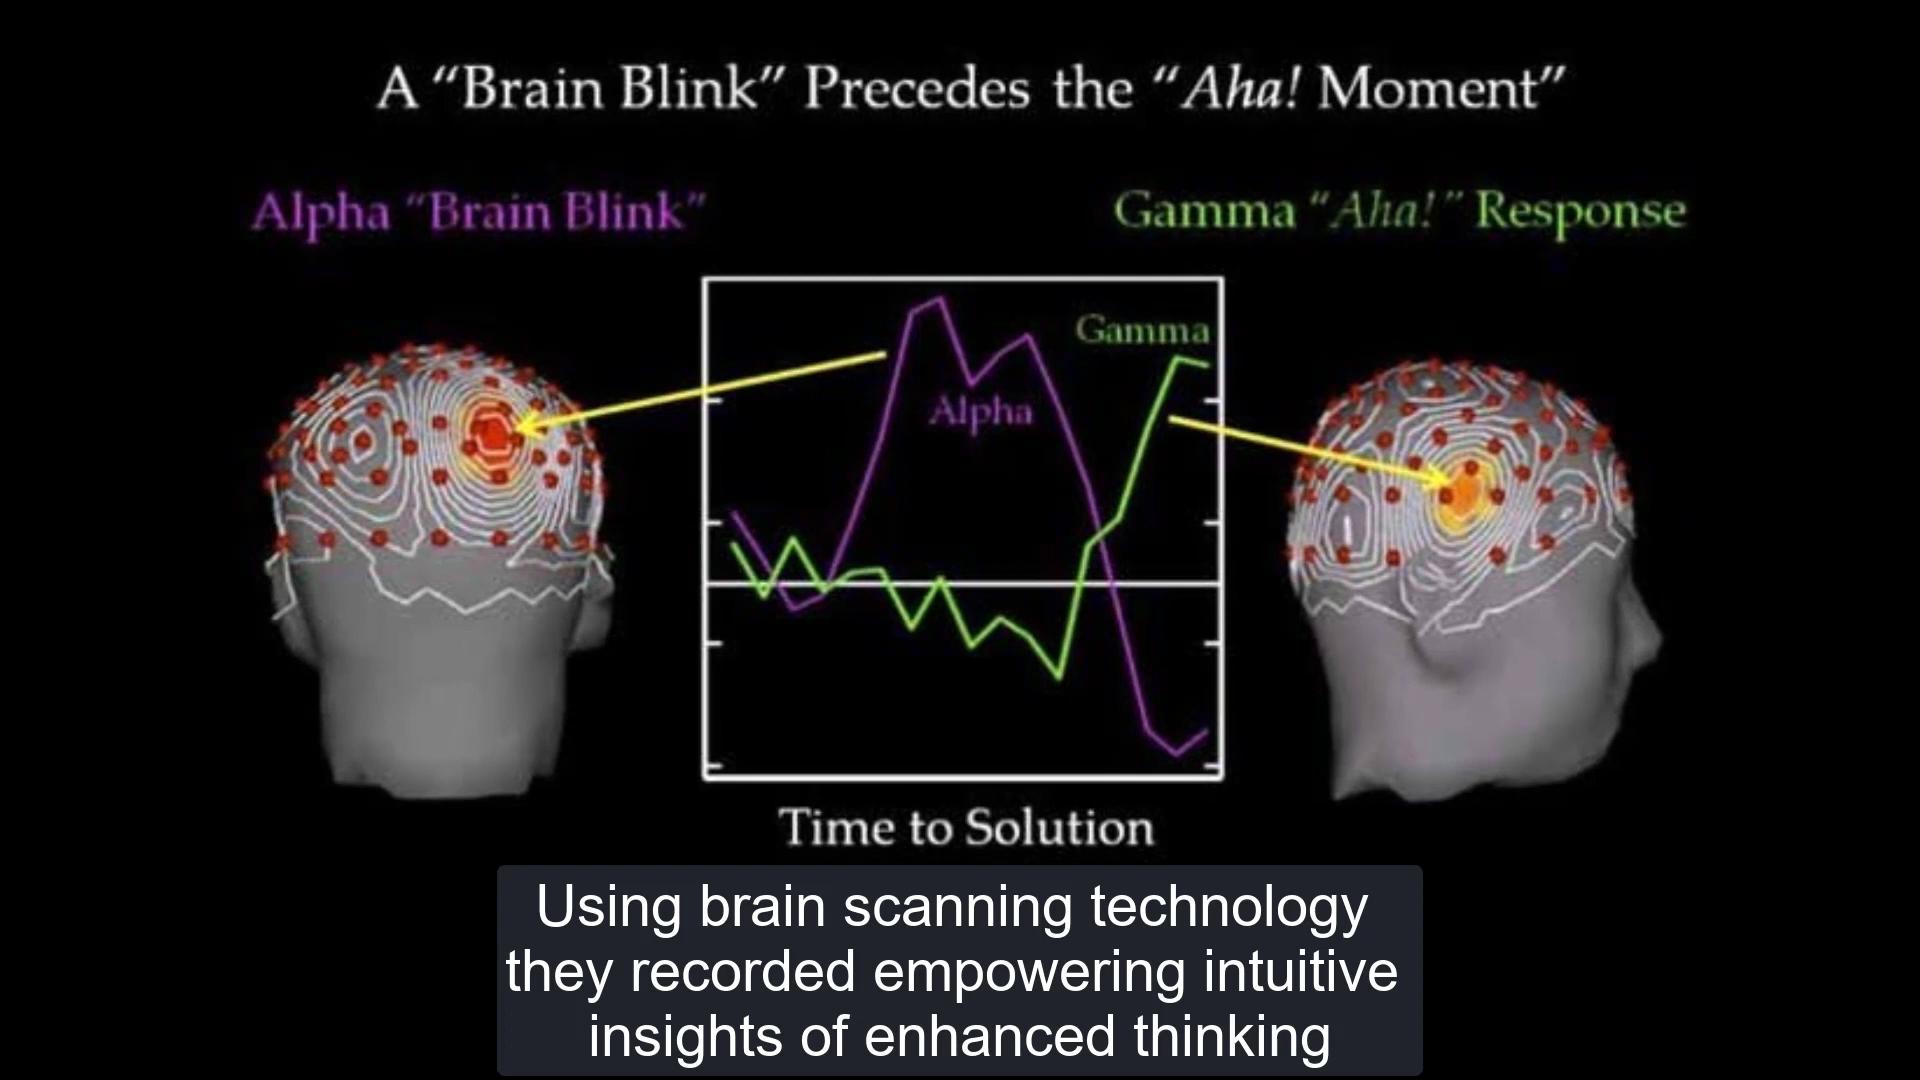 A “Brain Blink” Precedes the “Aha! Moment”
Alpha “Brain Blink”
Gamma “Aha!” Response
Gamma
Alpha
Time to Solution
Using brain scanning technology
they recorded empowering intuitive
insights of enhanced thinking